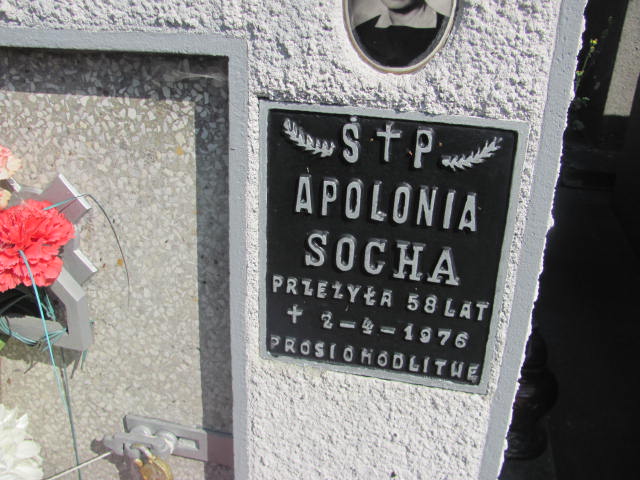 Ś † P
APOLONIA
SOCHA
PRZEŻYŁA 58 LAT
† 2-4-1976
PROSI O MODLITWĘ